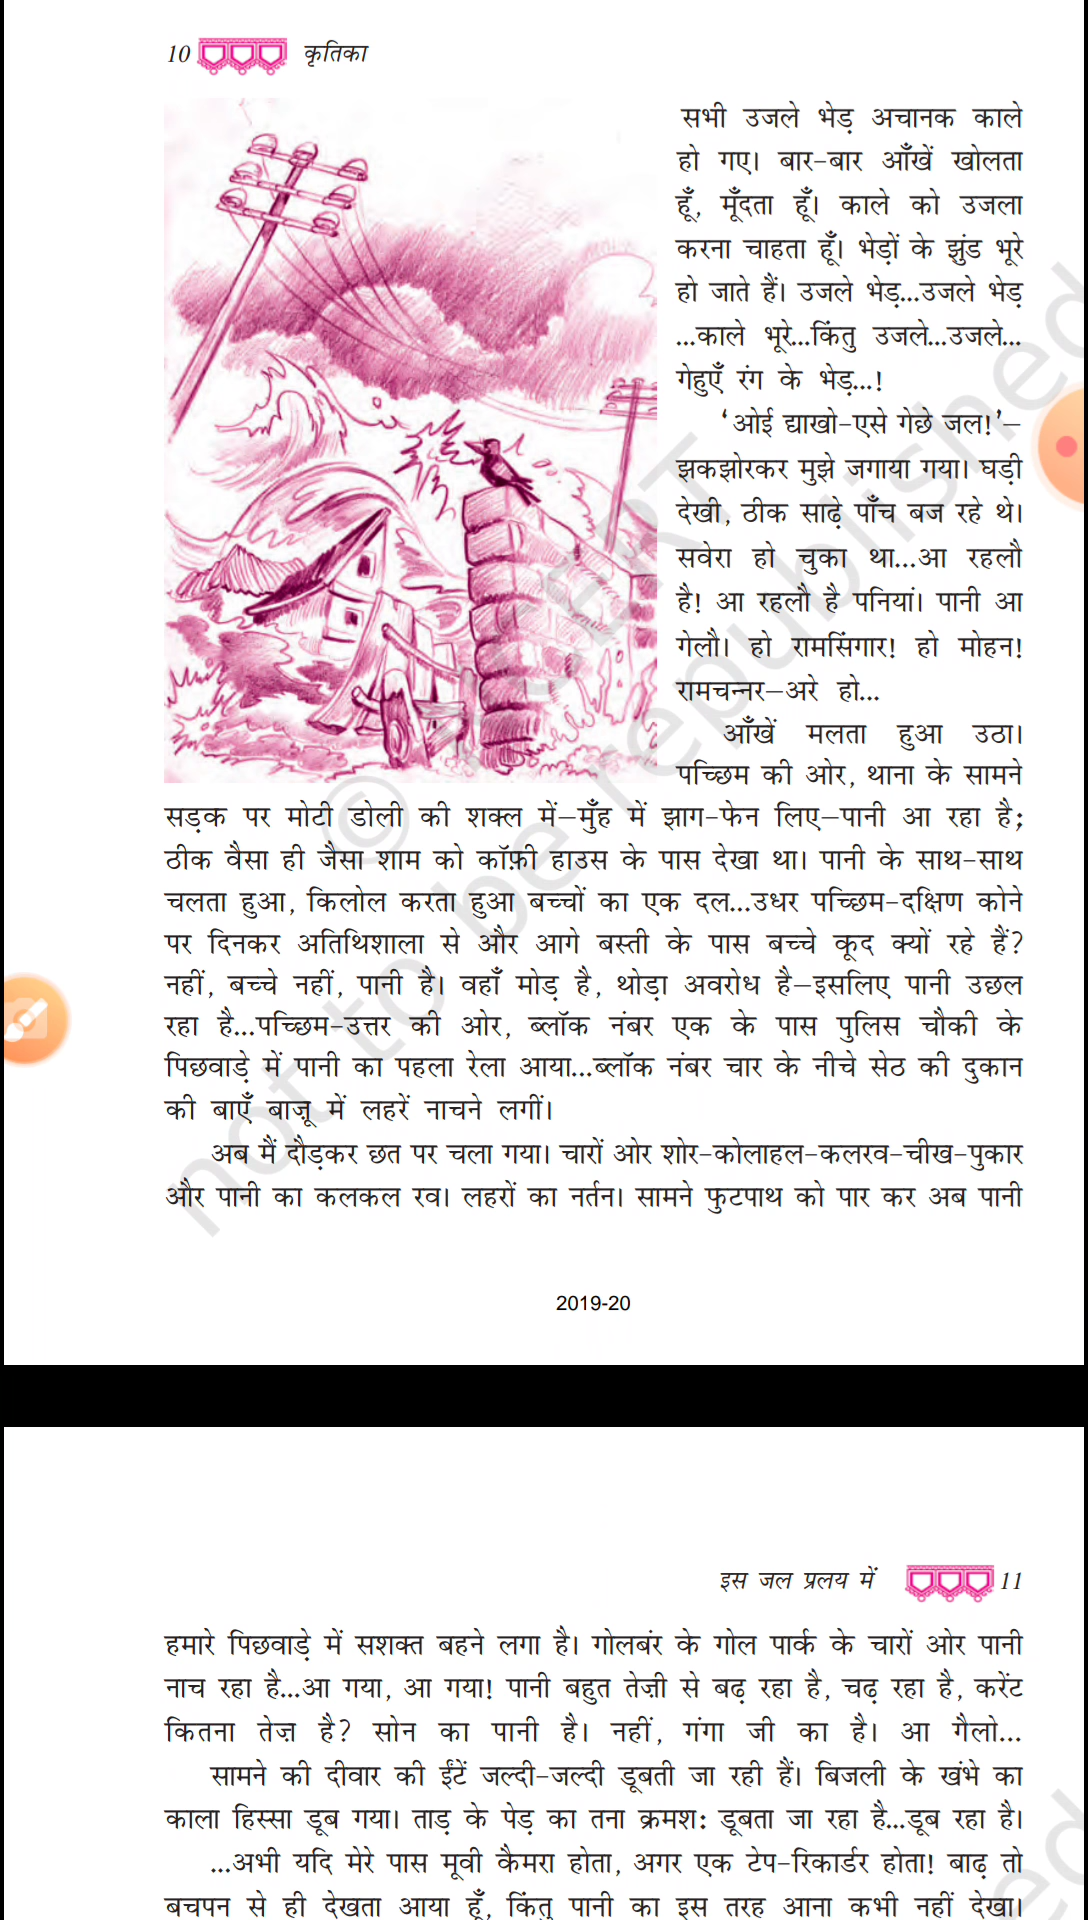 10 कृतिका
सभी उजले भेड़ अचानक काले
हो गए। बार-बार आँखें खोलता
हूँ, मूँदता हूँ। काले को उजला
करना चाहता हूँ। भेड़ों के झुंड भूरे
हो जाते हैं। उजले भेड़...उजले भेड़
...काले भूरे...किंतु उजले...उजले...
गेहुएँ रंग के भेड़...!
‘ओई द्याखो-एसे गेछे जल!’—
झकझोरकर मुझे जगाया गया। घड़ी
देखी, ठीक साढ़े पाँच बज रहे थे।
सवेरा हो चुका था...आ रहलौ
है! आ रहलौ है पनियां। पानी आ
गेलौ। हो रामसिंगार! हो मोहन!
रामचन्नर—अरे हो...
आँखें मलता हुआ उठा।
पच्छिम की ओर, थाना के सामने
सड़क पर मोटी डोली की शक्ल में—मुँह में झाग-फेन लिए—पानी आ रहा है;
ठीक वैसा ही जैसा शाम को कॉफ़ी हाउस के पास देखा था। पानी के साथ-साथ
चलता हुआ, किलोल करता हुआ बच्चों का एक दल...उधर पच्छिम-दक्षिण कोने
पर दिनकर अतिथिशाला से और आगे बस्ती के पास बच्चे कूद क्यों रहे हैं?
नहीं, बच्चे नहीं, पानी है। वहाँ मोड़ है, थोड़ा अवरोध है—इसलिए पानी उछल
रहा है...पच्छिम-उत्तर की ओर, ब्लॉक नंबर एक के पास पुलिस चौकी के
पिछवाड़े में पानी का पहला रेला आया...ब्लॉक नंबर चार के नीचे सेठ की दुकान
की बाएँ बाज़ू में लहरें नाचने लगीं।
अब मैं दौड़कर छत पर चला गया। चारों ओर शोर-कोलाहल-कलरव-चीख-पुकार
और पानी का कलकल रव। लहरों का नर्तन। सामने फुटपाथ को पार कर अब पानी
© NCERT
not to be republished
2019-20
इस जल प्रलय में 11
हमारे पिछवाड़े में सशक्त बहने लगा है। गोलबंर के गोल पार्क के चारों ओर पानी
नाच रहा है...आ गया, आ गया! पानी बहुत तेज़ी से बढ़ रहा है, चढ़ रहा है, करेंट
कितना तेज़ है? सोन का पानी है। नहीं, गंगा जी का है। आ गैलो...
सामने की दीवार की ईंटें जल्दी-जल्दी डूबती जा रही हैं। बिजली के खंभे का
काला हिस्सा डूब गया। ताड़ के पेड़ का तना क्रमश: डूबता जा रहा है...डूब रहा है।
...अभी यदि मेरे पास मूवी कैमरा होता, अगर एक टेप-रिकार्डर होता! बाढ़ तो
बचपन से ही देखता आया हूँ, किंतु पानी का इस तरह आना कभी नहीं देखा।